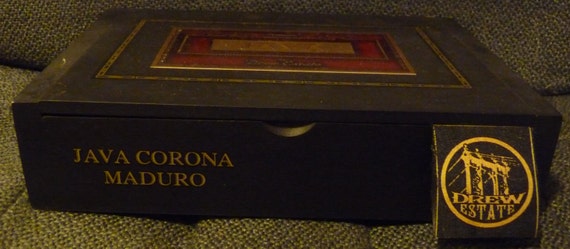 JAVA CORONA
MADURO
DREW
ESTATE